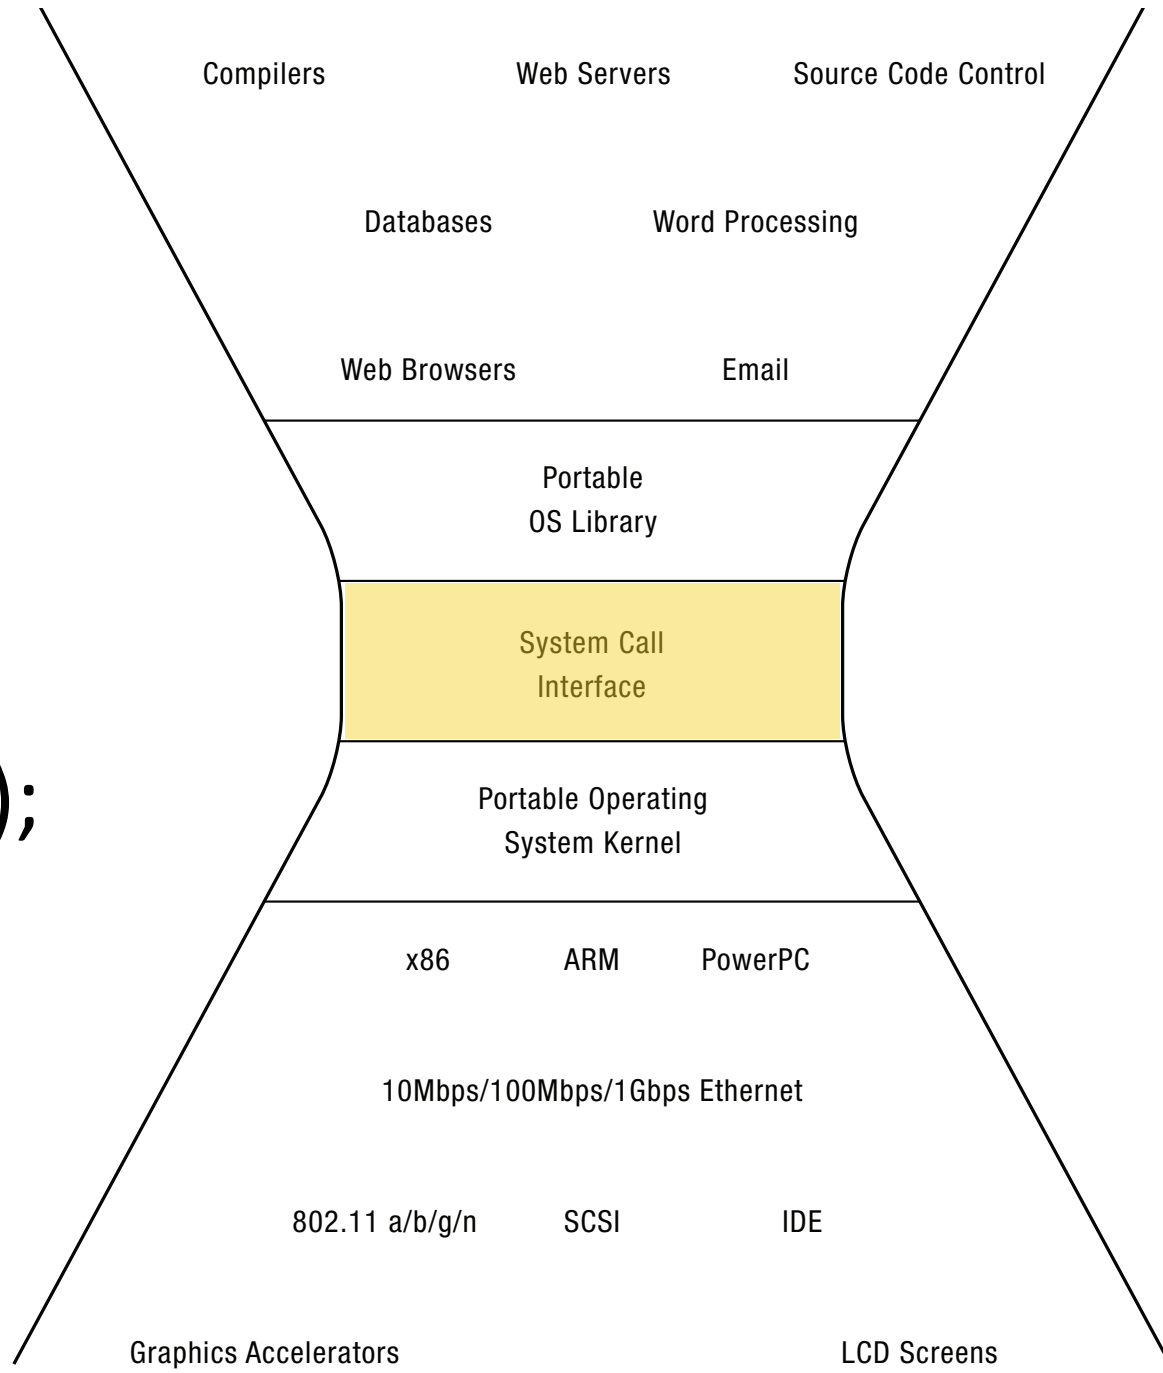 Compilers Web Servers Source Code Control
Databases Word Processing
Web Browsers Email
Portable
OS Library
System Call
Interface
);
Portable Operating
System Kernel
x86 ARM PowerPC
10Mbps/100Mbps/1Gbps Ethernet
802.11 a/b/g/n SCSI IDE
Graphics Accelerators LCD Screens